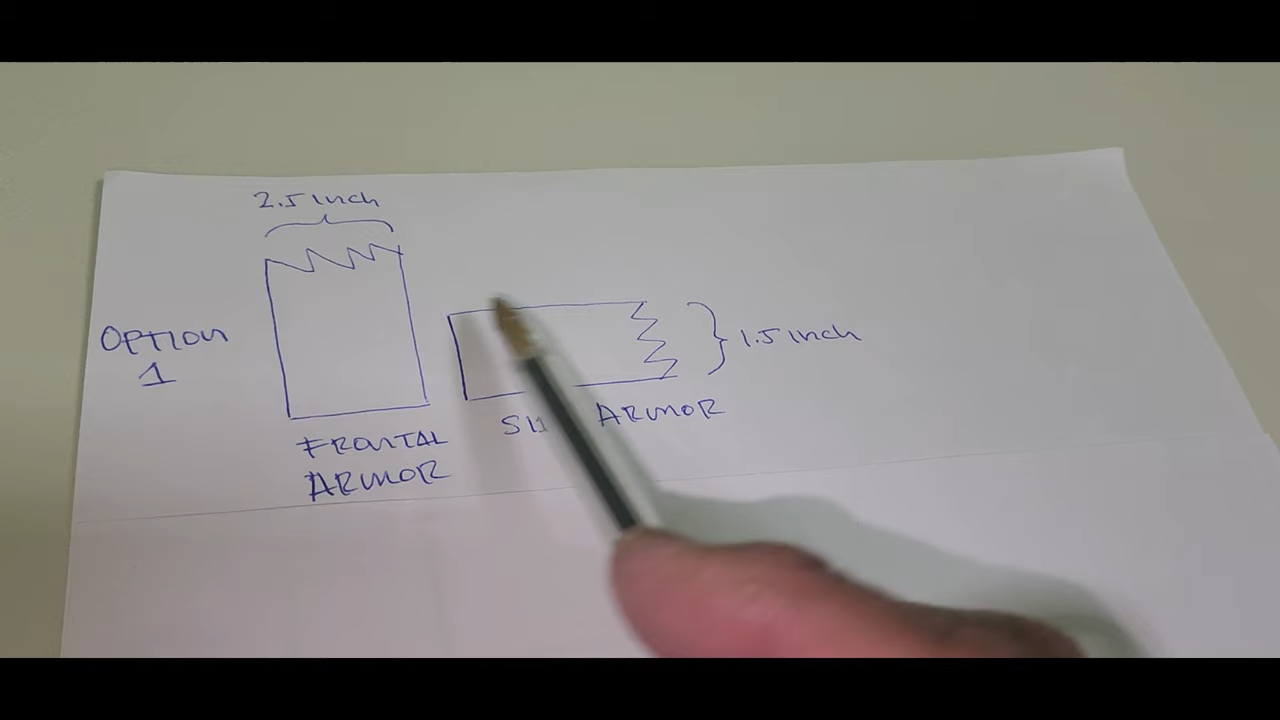 2.5 inch
OPTION
1
1.5 inch
FRONTAL
ARMOR
ARMOR